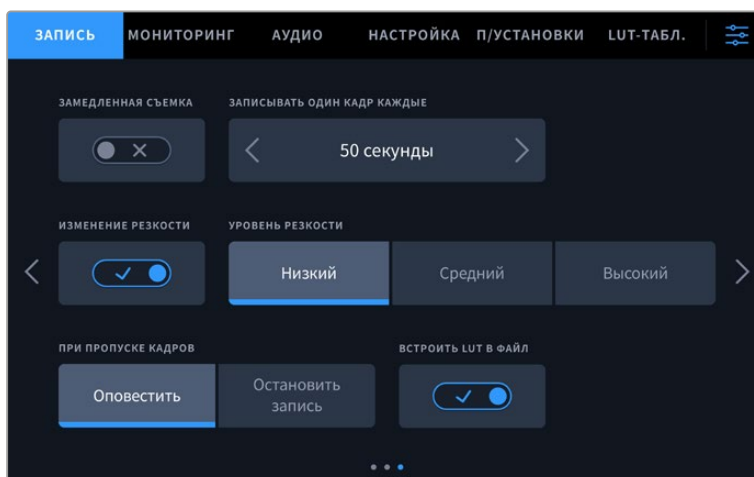 ЗАПИСЬ МОНИТОРИНГ АУДИО НАСТРОЙКА П/УСТАНОВКИ LUT-ТАБЛ.
ЗАМЕДЛЕННАЯ СЪЕМКА ЗАПИСЫВАТЬ ОДИН КАДР КАЖДЫЕ
50 секунды
ИЗМЕНЕНИЕ РЕЗКОСТИ УРОВЕНЬ РЕЗКОСТИ
Низкий Средний Высокий
ПРИ ПРОПУСКЕ КАДРОВ ВСТРОИТЬ LUT В ФАЙЛ
Оповестить Остановить
запись